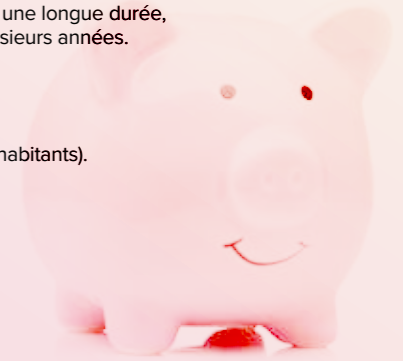 une longue durée,
sieurs années.
habitants).